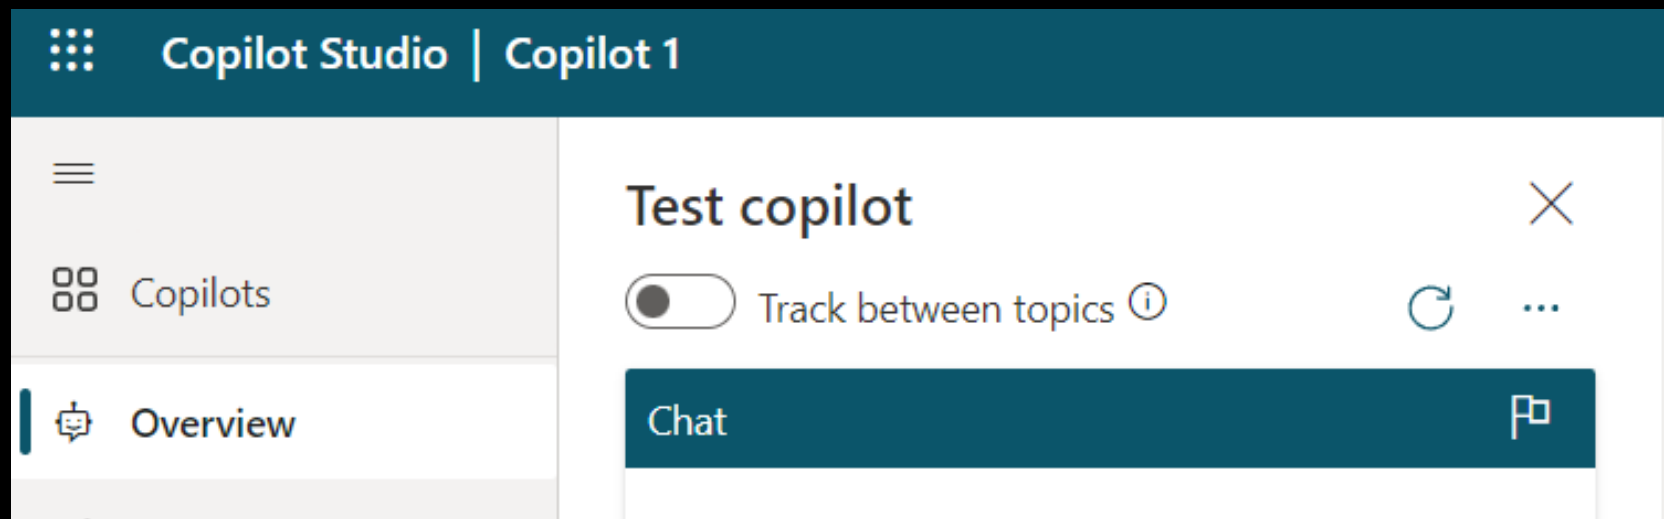 Copilot Studio | Copilot 1
Copilots
Overview
Test copilot
Track between topics
Chat